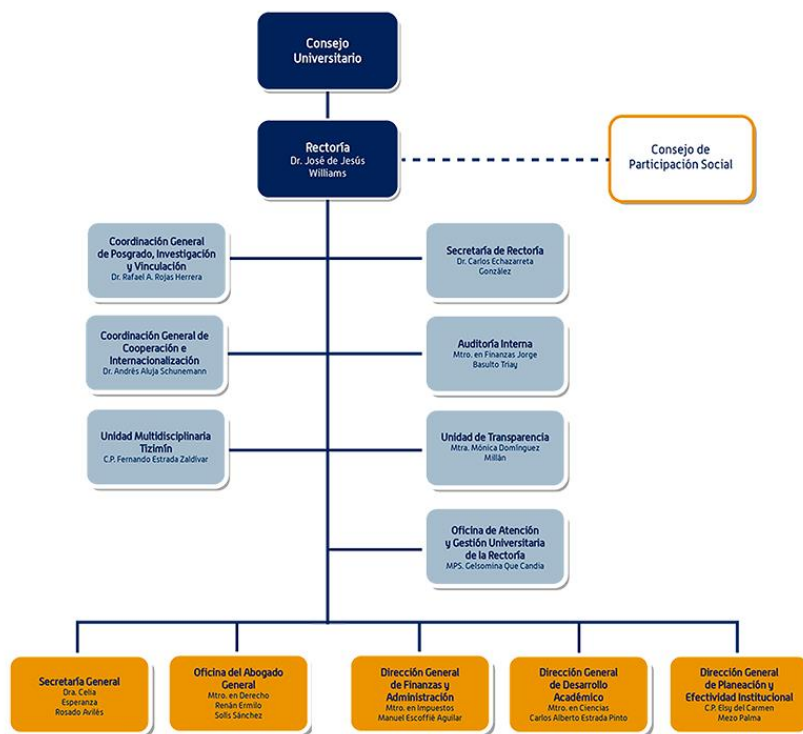 Consejo
Universitario
Rectoría
Dr. José de Jesús
Williams
Consejo de
Participación Social
Coordinación General
de Posgrado, Investigación
y Vinculación
Dr. Rafael A. Rojas Herrera
Secretaría de Rectoría
Dr. Carlos Echazarreta
González
Coordinación General de
Cooperación e
Internacionalización
Dr. Andrés Aluja Schunemann
Auditoría Interna
Mtro. en Finanzas Jorge
Basulto Triay
Unidad Multidisciplinaria
Tizimín
C.P. Fernando Estrada Zaldívar
Unidad de Transparencia
Mtra. Mónica Domínguez
Millán
Oficina de Atención
y Gestión Universitaria
de la Rectoría
MPS. Gelsomina Que Candia
Secretaría General
Dra. Celia
Esperanza
Rosado Avilés
Oficina del Abogado
General
Mtro. en Derecho
Renán Ermilo
Solís Sánchez
Dirección General
de Finanzas y
Administración
Mtro. en Impuestos
Manuel Escoffié Aguilar
Dirección General
de Desarrollo
Académico
Mtro. en Ciencias
Carlos Alberto Estrada Pinto
Dirección General
de Planeación y
Efectividad Institucional
C.P. Elsy del Carmen
Mezo Palma